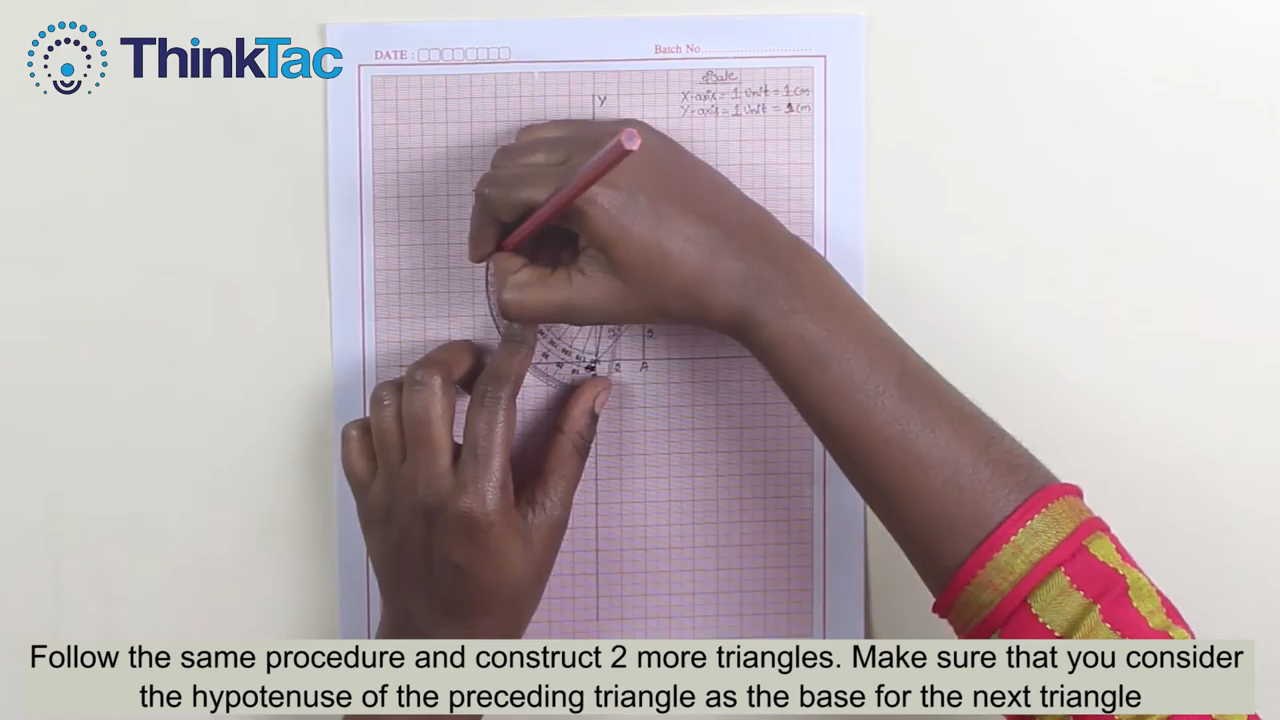 ThinkTac
DATE :
Batch No
Scale
X-axis = 1 Unit = 1 cm
Y-axis = 1 Unit = 1 cm
Y
2
2
A
Follow the same procedure and construct 2 more triangles. Make sure that you consider
the hypotenuse of the preceding triangle as the base for the next triangle